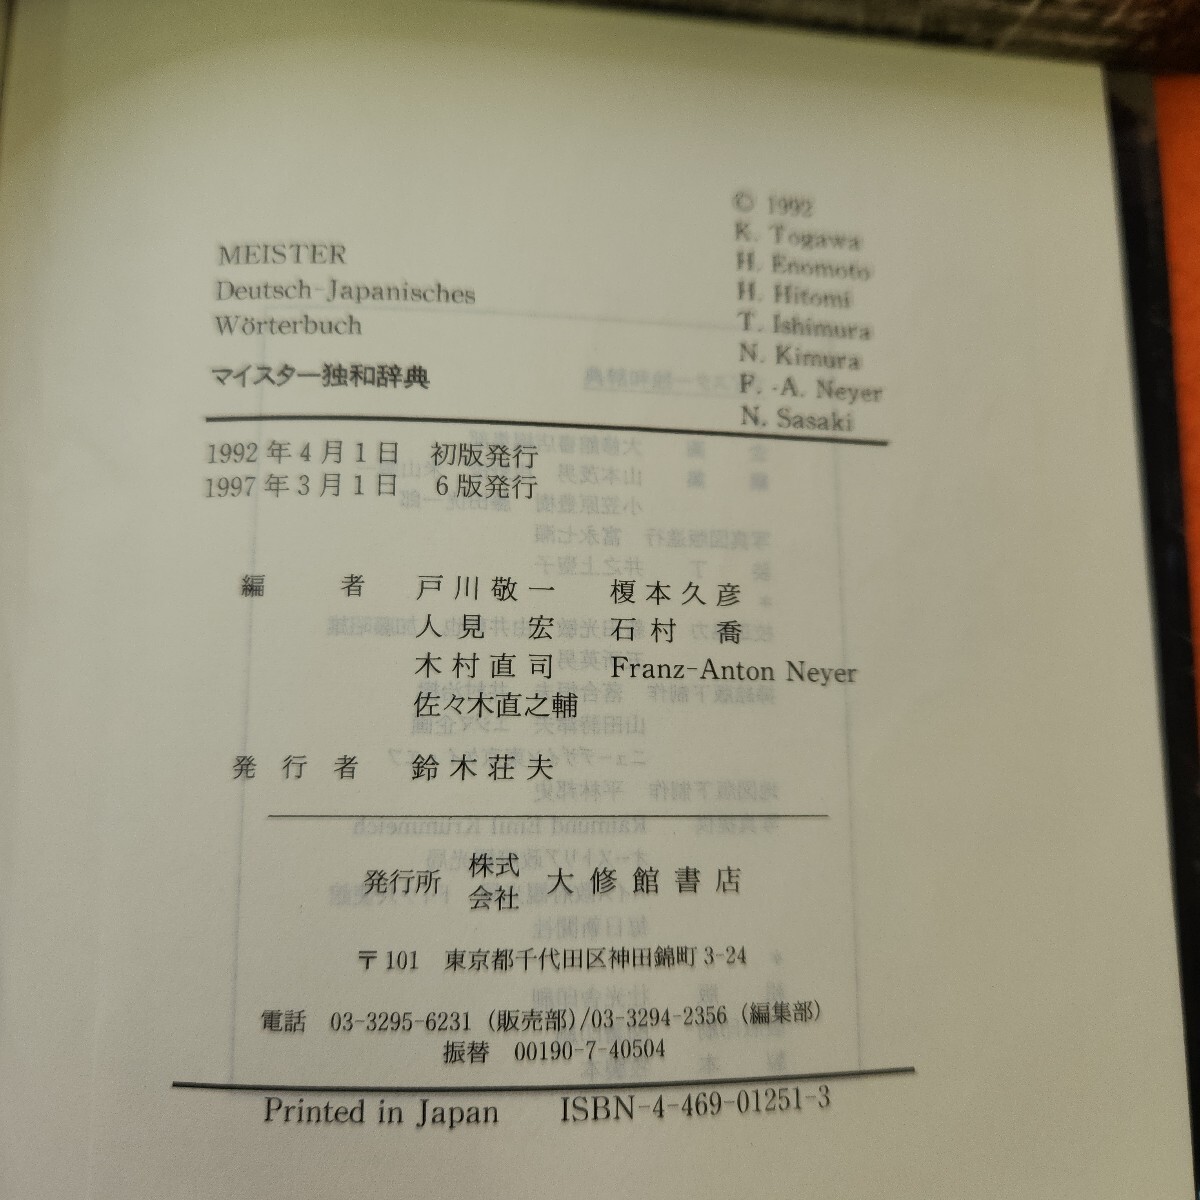 MEISTER
Deutsch-Japanisches
Wörterbuch
マイスター独和辞典
© 1992
K. Togawa
H. Enomoto
H. Hitomi
T. Ishimura
N. Kimura
F. -A. Neyer
N. Sasaki
1992年4月1日 初版発行
1997年3月1日 6版発行
編 者 戸川敬一 榎本久彦
人見 宏 石村 喬
木村直司 Franz-Anton Neyer
佐々木直之輔
発行者 鈴木荘夫
発行所 株式会社 大修館書店
〒101 東京都千代田区神田錦町3-24
電話 03-3295-6231(販売部)/03-3294-2356(編集部)
振替 00190-7-40504
Printed in Japan ISBN-4-469-01251-3